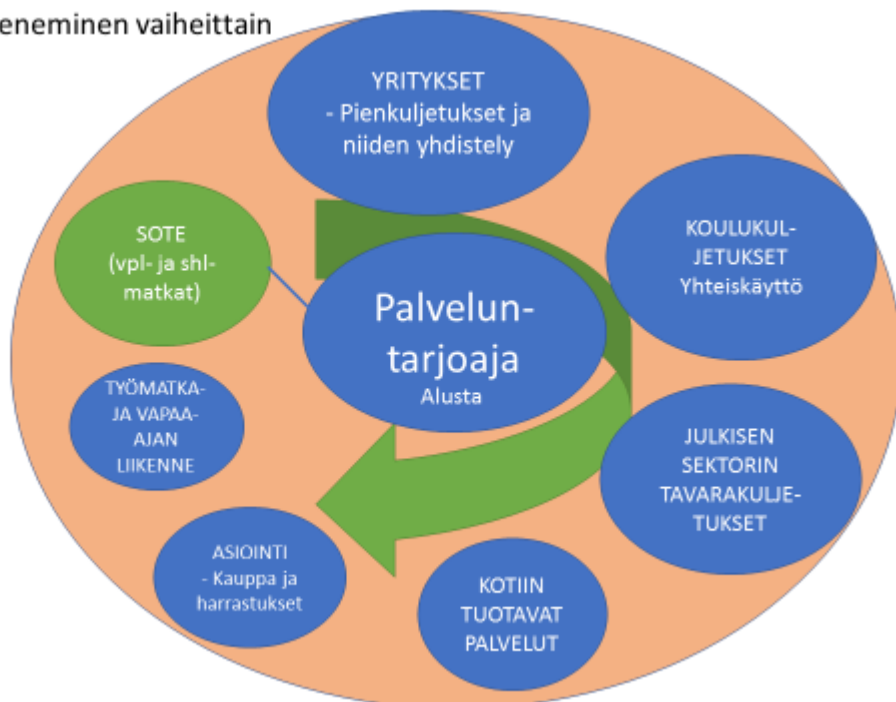 eneminen vaiheittain
YRITYKSET
- Pienkuljetukset ja
niiden yhdistely
SOTE
(vpl- ja shl-
matkat)
KOULUKUL-
JETUKSET
Yhteiskäyttö
Palvelun-
tarjoaja
Alusta
TYÖMATKA-
JA VAPAA-
AJAN
LIIKENNE
JULKISEN
SEKTORIN
TAVARAKULJE-
TUKSET
ASIOINTI
- Kauppa ja
harrastukset
KOTIIN
TUOTAVAT
PALVELUT